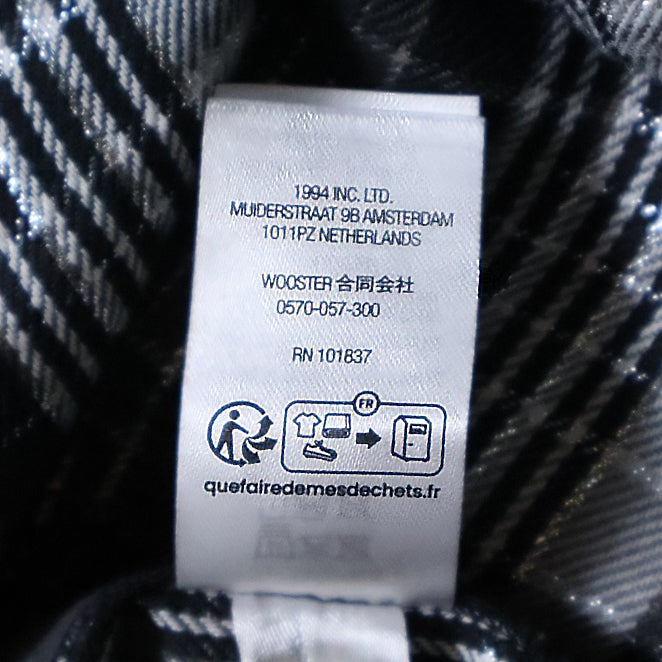 1994 INC. LTD.
MUIDERSTRAAT 9B AMSTERDAM
1011PZ NETHERLANDS
WOOSTER 合同会社
0570-057-300
RN 101837
FR
quefairedemesdechets.fr